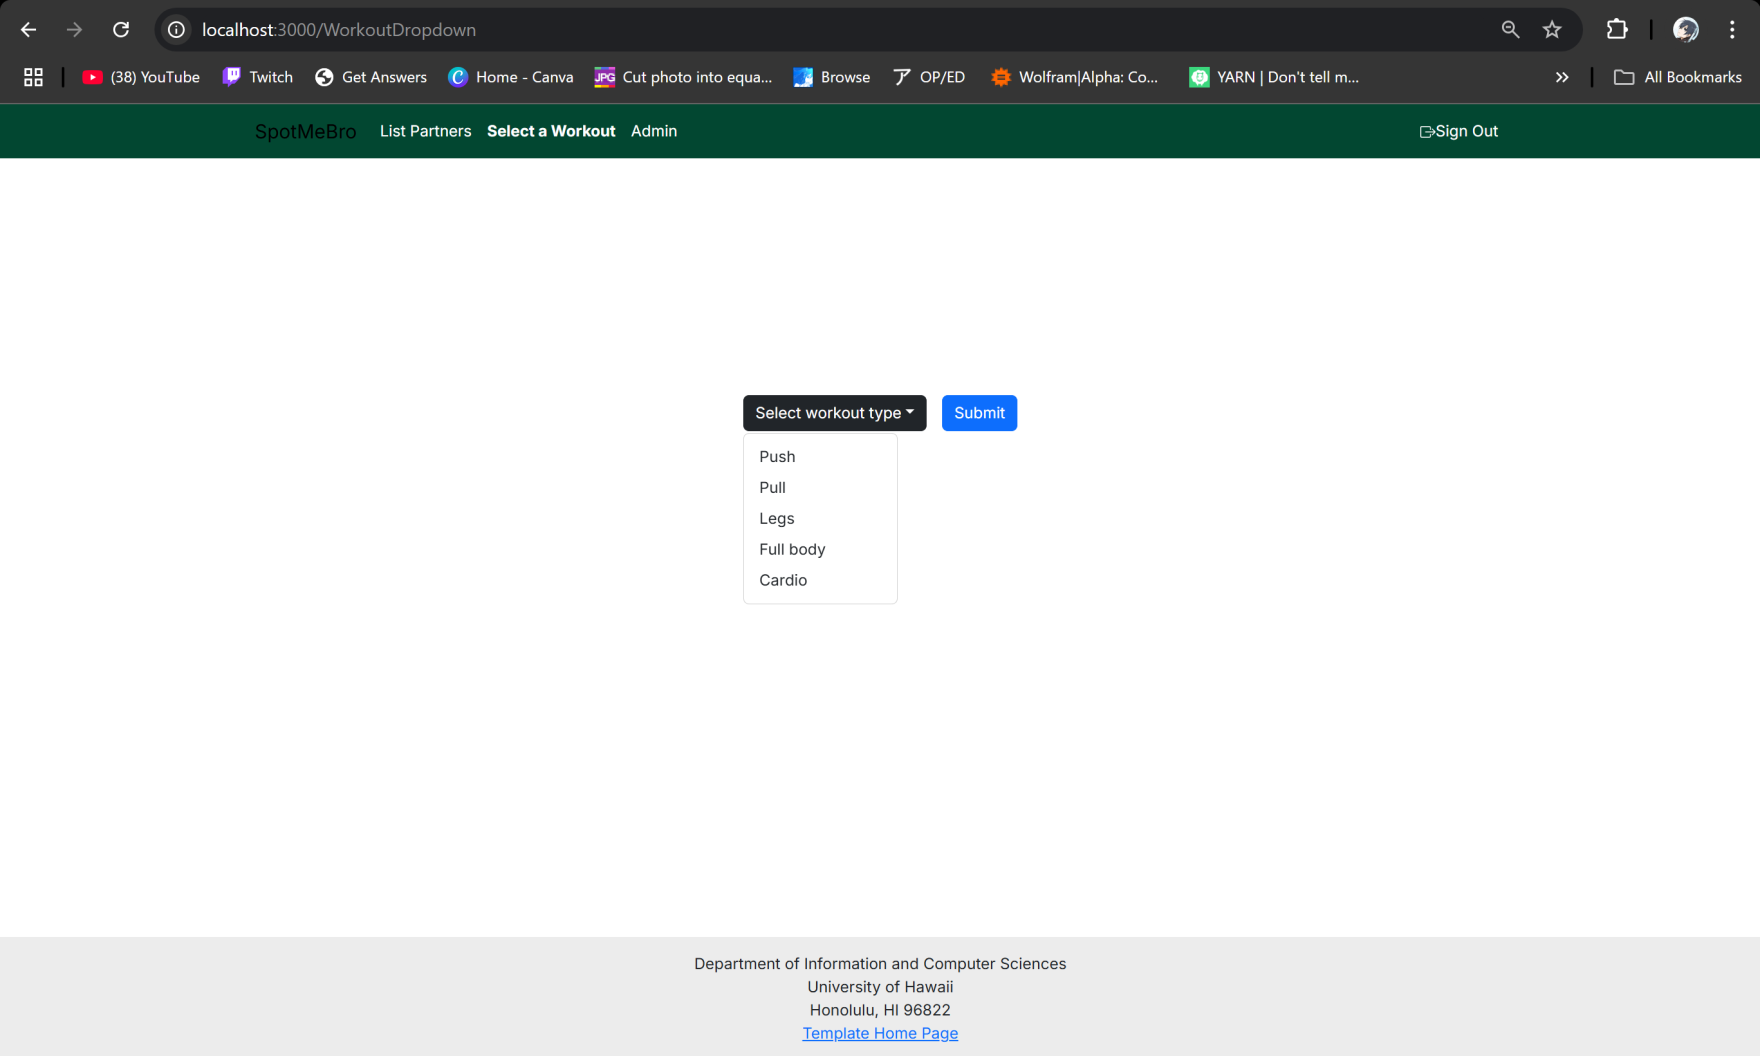 localhost:3000/WorkoutDropdown
(38) YouTube Twitch Get Answers Home - Canva JPG Cut photo into equa... Browse OP/ED Wolfram|Alpha: Co... YARN | Don't tell m... All Bookmarks
SpotMeBro List Partners Select a Workout Admin Sign Out
Select workout type Submit
Push
Pull
Legs
Full body
Cardio
Department of Information and Computer Sciences
University of Hawaii
Honolulu, HI 96822
Template Home Page